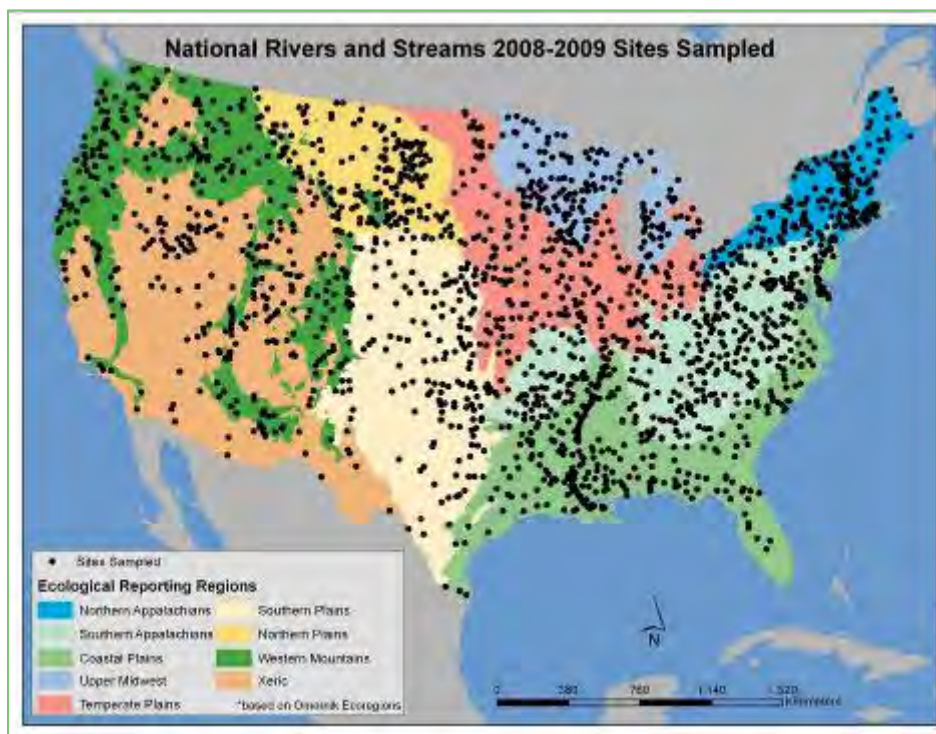 National Rivers and Streams 2008-2009 Sites Sampled
Sites Sampled
Ecological Reporting Regions
Northern Appalachians
Southern Appalachians
Coastal Plains
Upper Midwest
Temperate Plains
Southern Plains
Northern Plains
Western Mountains
Xeric
*based on Omernik Ecoregions
N
0 380 760 1,140 1,520
Kilometers